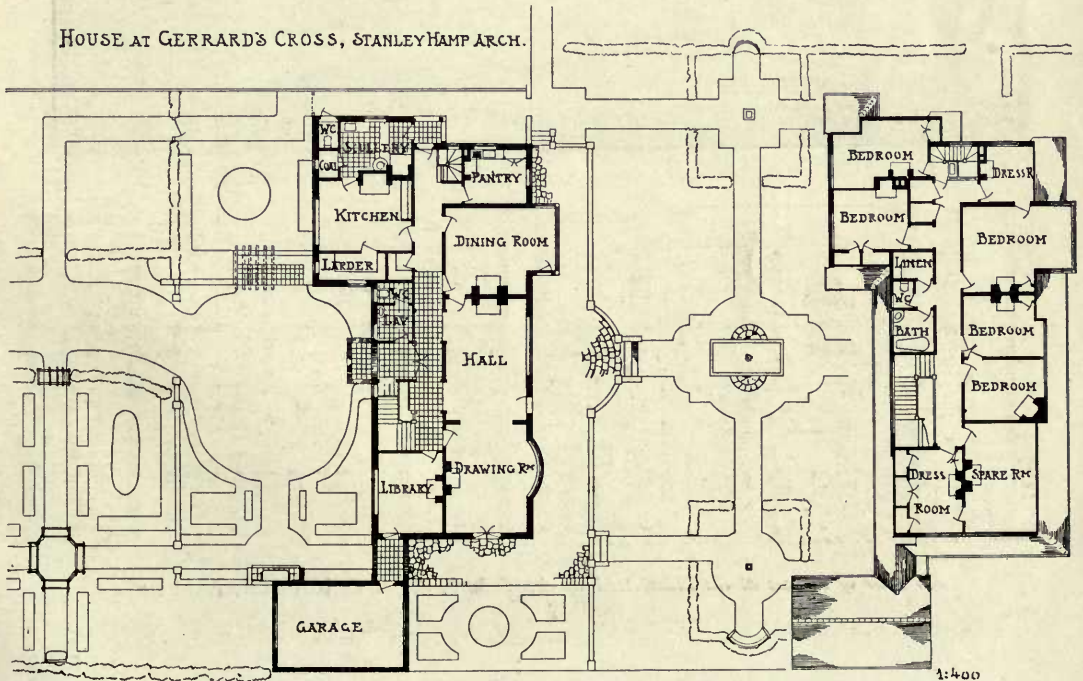 HOUSE AT GERRARD'S CROSS, STANLEY HAMP ARCH.
WC
SCULLERY
COAL
PANTRY
KITCHEN
DINING ROOM
LARDER
WC
LAV
HALL
LIBRARY
DRAWING RM
GARAGE
BEDROOM
DRESS R
BEDROOM
BEDROOM
LINEN
WC
BATH
BEDROOM
BEDROOM
DRESS
ROOM
SPARE RM
1:400